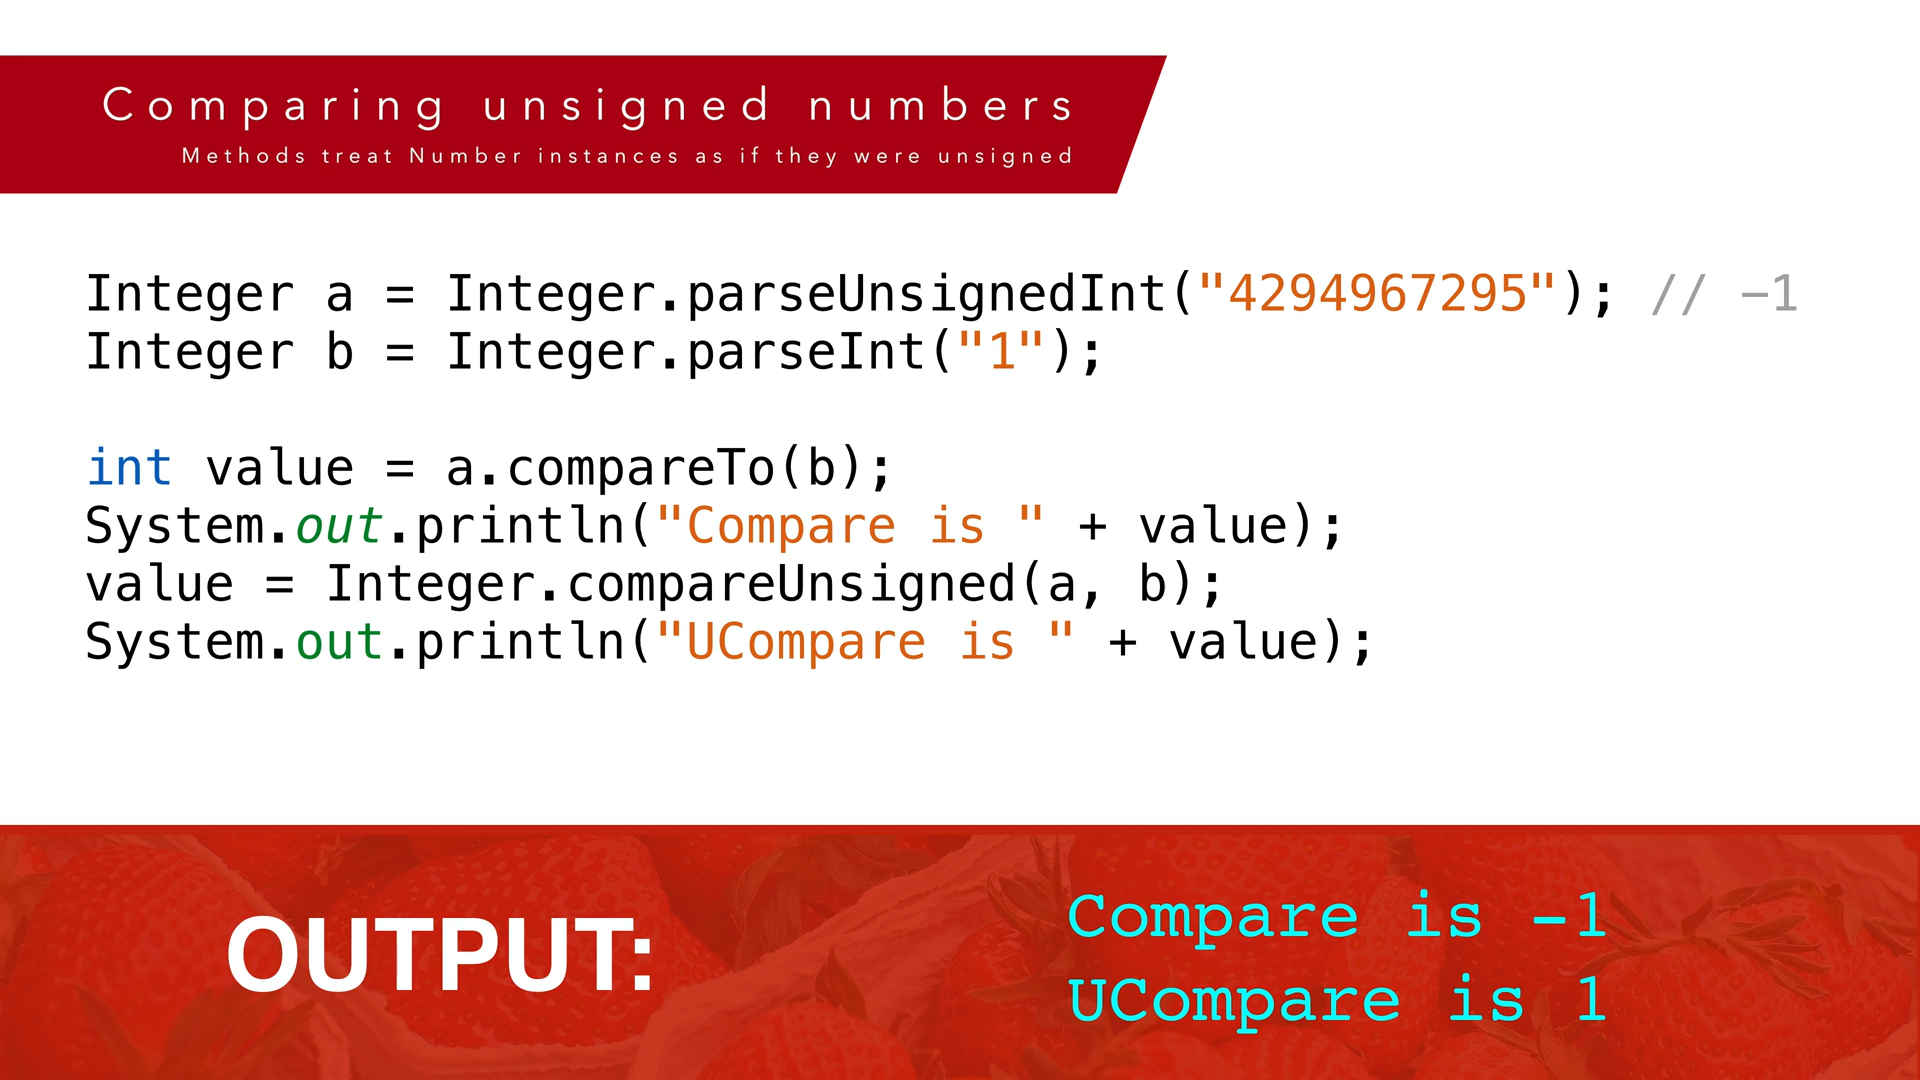 Comparing unsigned numbers
Methods treat Number instances as if they were unsigned
Integer a = Integer.parseUnsignedInt("4294967295"); // –1
Integer b = Integer.parseInt("1");
int value = a.compareTo(b);
System.out.println("Compare is " + value);
value = Integer.compareUnsigned(a, b);
System.out.println("UCompare is " + value);
OUTPUT:
Compare is –1
UCompare is 1